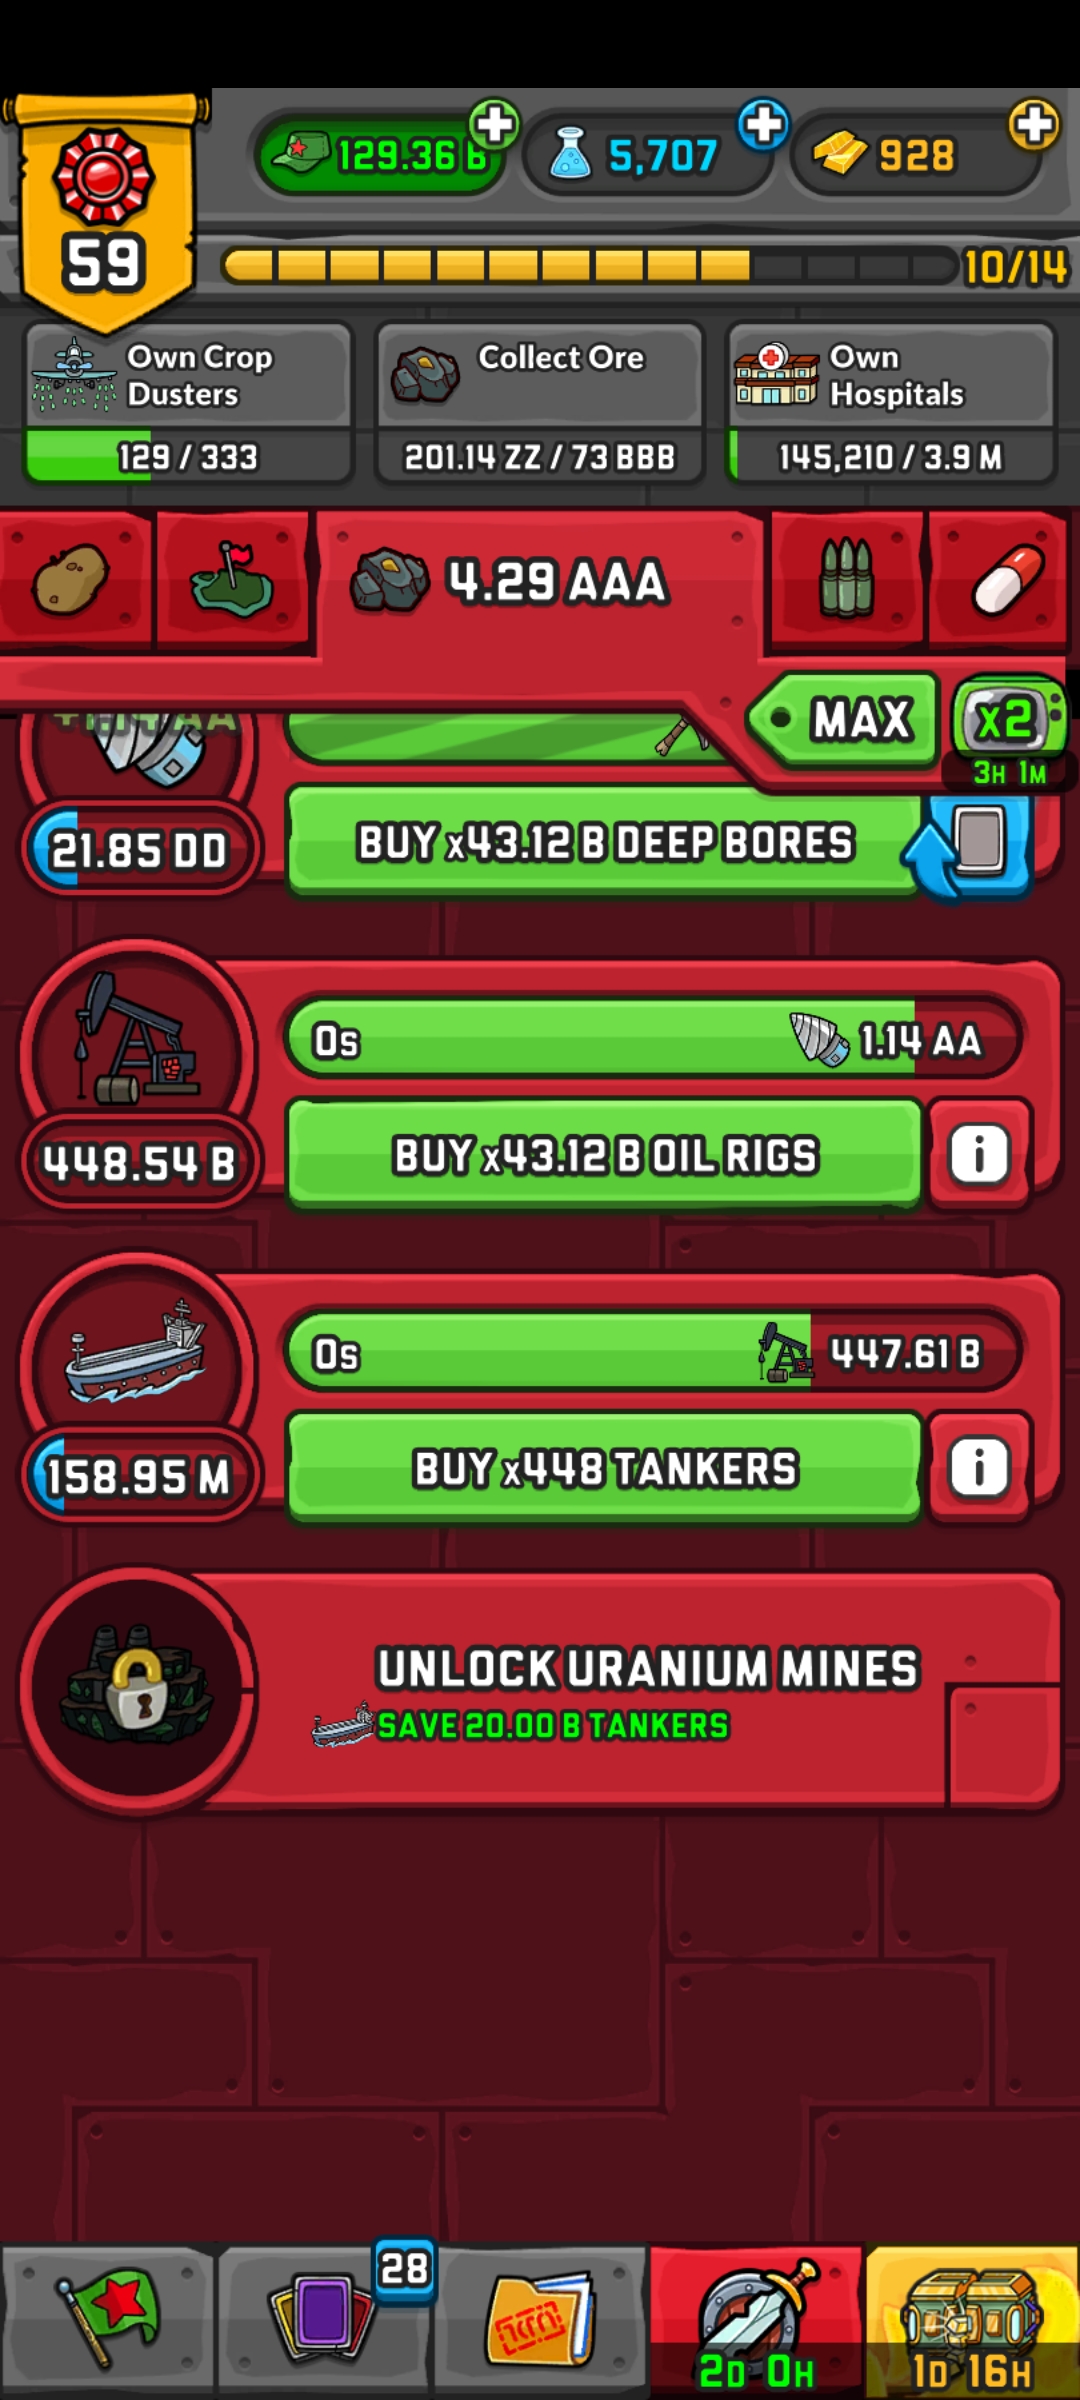 129.36 B
5,707
928
59
10/14
Own Crop
Dusters
129 / 333
Collect Ore
201.14 ZZ / 73 BBB
Own
Hospitals
145,210 / 3.9 M
4.29 AAA
MAX
x2
3H 1M
+1.14 AA
21.85 DD
BUY x43.12 B DEEP BORES
0s
1.14 AA
448.54 B
BUY x43.12 B OIL RIGS
i
0s
447.61 B
158.95 M
BUY x448 TANKERS
i
UNLOCK URANIUM MINES
SAVE 20.00 B TANKERS
28
2D 0H
1D 16H